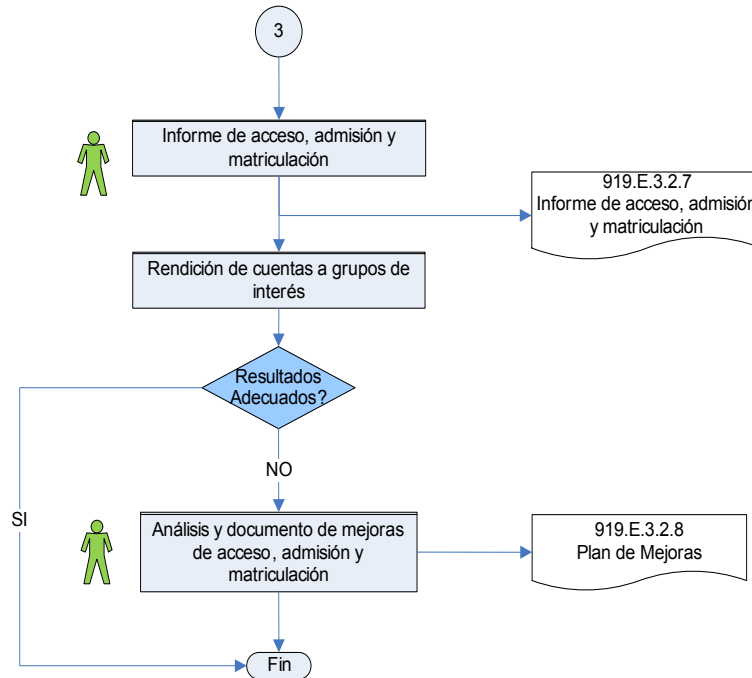 3
Informe de acceso, admisión y
matriculación
919.E.3.2.7
Informe de acceso, admisión
y matriculación
Rendición de cuentas a grupos de
interés
Resultados
Adecuados?
NO
SI
Análisis y documento de mejoras
de acceso, admisión y
matriculación
919.E.3.2.8
Plan de Mejoras
Fin